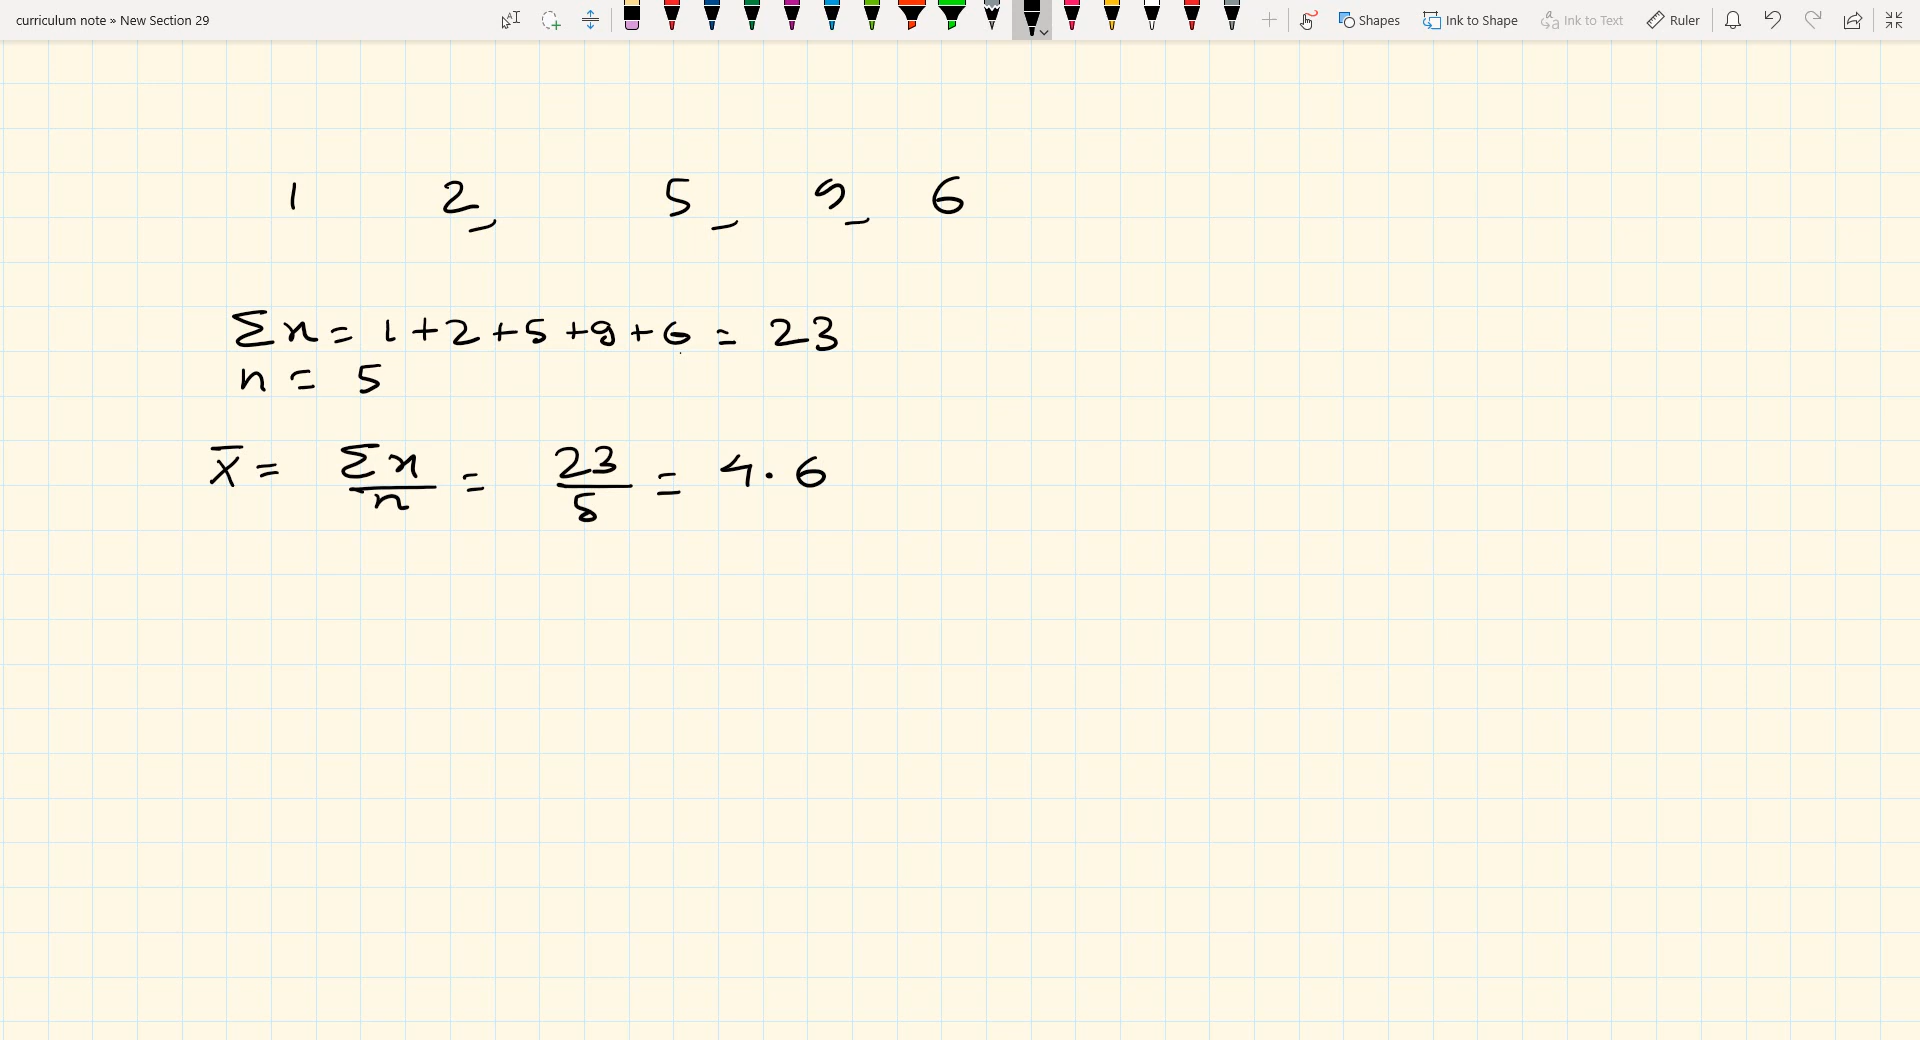 curriculum note » New Section 29
Shapes Ink to Shape Ink to Text Ruler
1 2, 5, 9, 6
Σx = 1+2+5+9+6 = 23
n = 5
x̄ = Σx/n = 23/5 = 4.6